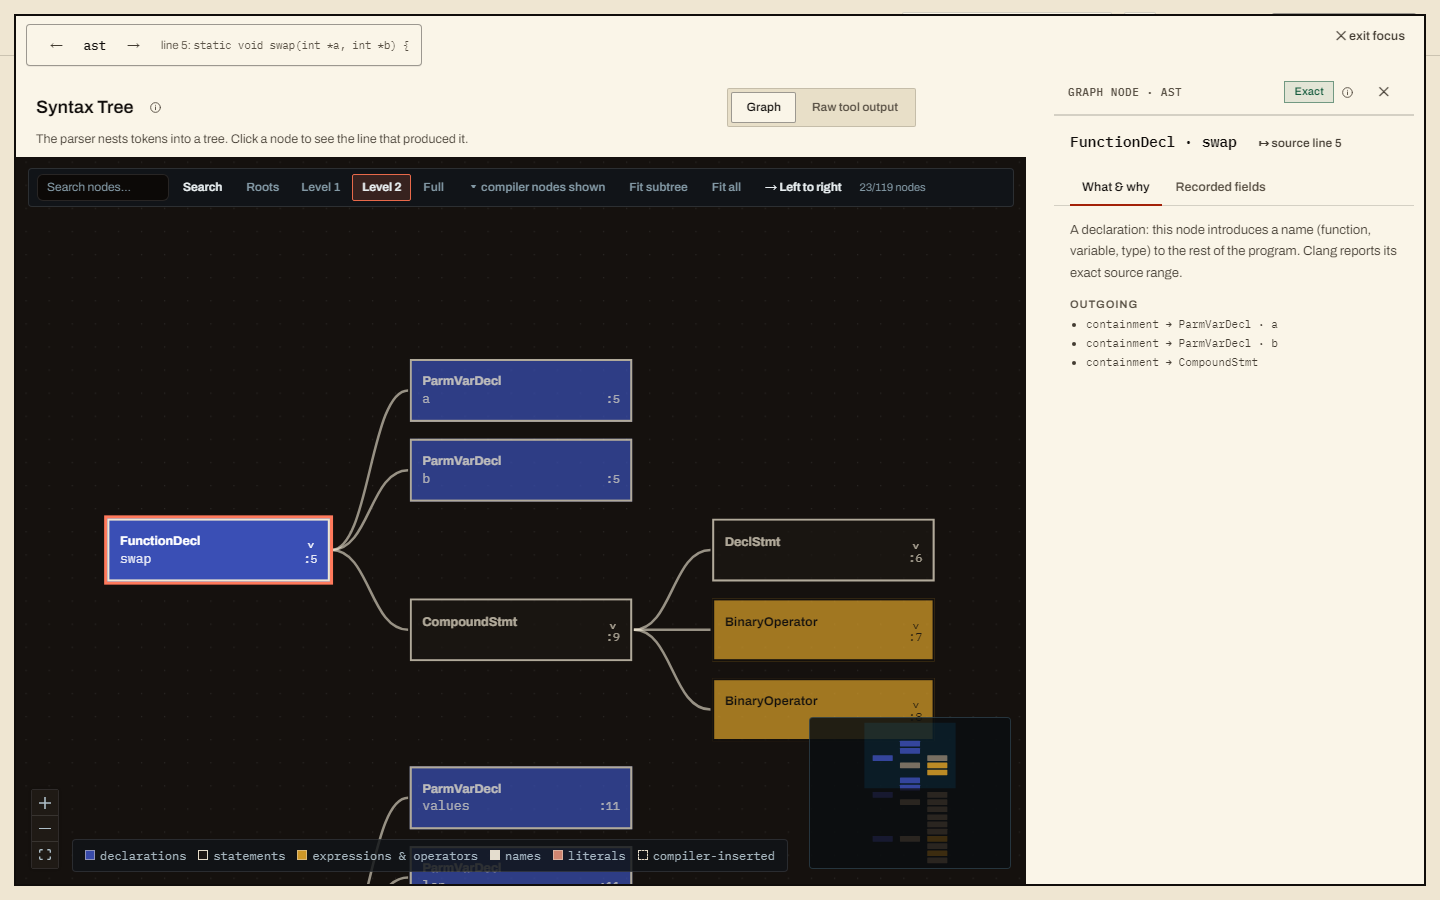 ← ast → line 5: static void swap(int *a, int *b) {
exit focus
Syntax Tree
Graph
Raw tool output
The parser nests tokens into a tree. Click a node to see the line that produced it.
Search nodes...
Search
Roots
Level 1
Level 2
Full
compiler nodes shown
Fit subtree
Fit all
→ Left to right
23/119 nodes
ParmVarDecl
a :5
ParmVarDecl
b :5
FunctionDecl
swap :5
DeclStmt
:6
CompoundStmt
:9
BinaryOperator
:7
BinaryOperator
ParmVarDecl
values :11
ParmVarDecl
declarations
statements
expressions & operators
names
literals
compiler-inserted
GRAPH NODE · AST
Exact
FunctionDecl · swap
↦ source line 5
What & why
Recorded fields
A declaration: this node introduces a name (function,
variable, type) to the rest of the program. Clang reports its
exact source range.
OUTGOING
• containment → ParmVarDecl · a
• containment → ParmVarDecl · b
• containment → CompoundStmt